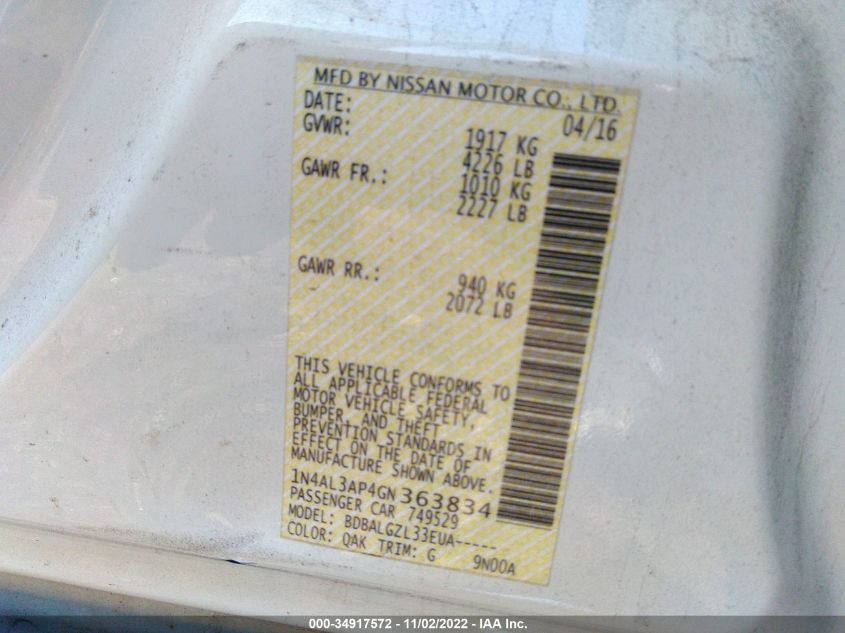 MFD BY NISSAN MOTOR CO., LTD.
DATE: 04/16
GVWR: 1917 KG
4226 LB
GAWR FR.: 1010 KG
2227 LB
GAWR RR.: 940 KG
2072 LB
THIS VEHICLE CONFORMS TO
ALL APPLICABLE FEDERAL
MOTOR VEHICLE SAFETY,
BUMPER, AND THEFT
PREVENTION STANDARDS IN
EFFECT ON THE DATE OF
MANUFACTURE SHOWN ABOVE.
1N4AL3AP4GN363834
PASSENGER CAR 749529
MODEL: BDBALGZL33EUA-----
COLOR: QAK TRIM: G 9N00A
000-34917572 - 11/02/2022 - IAA Inc.